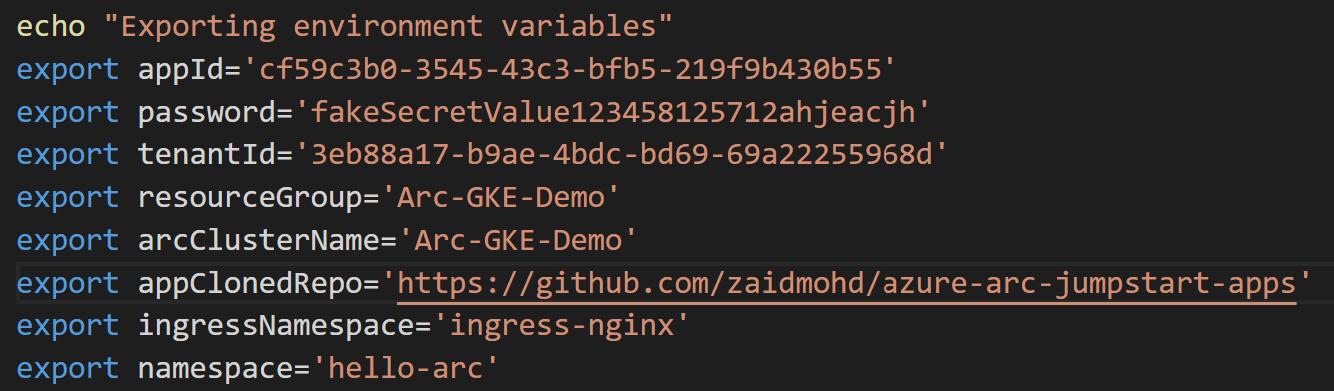 echo "Exporting environment variables"
export appId='cf59c3b0-3545-43c3-bfb5-219f9b430b55'
export password='fakeSecretValue123458125712ahjeacjh'
export tenantId='3eb88a17-b9ae-4bdc-bd69-69a22255968d'
export resourceGroup='Arc-GKE-Demo'
export arcClusterName='Arc-GKE-Demo'
export appClonedRepo='https://github.com/zaidmohd/azure-arc-jumpstart-apps'
export ingressNamespace='ingress-nginx'
export namespace='hello-arc'